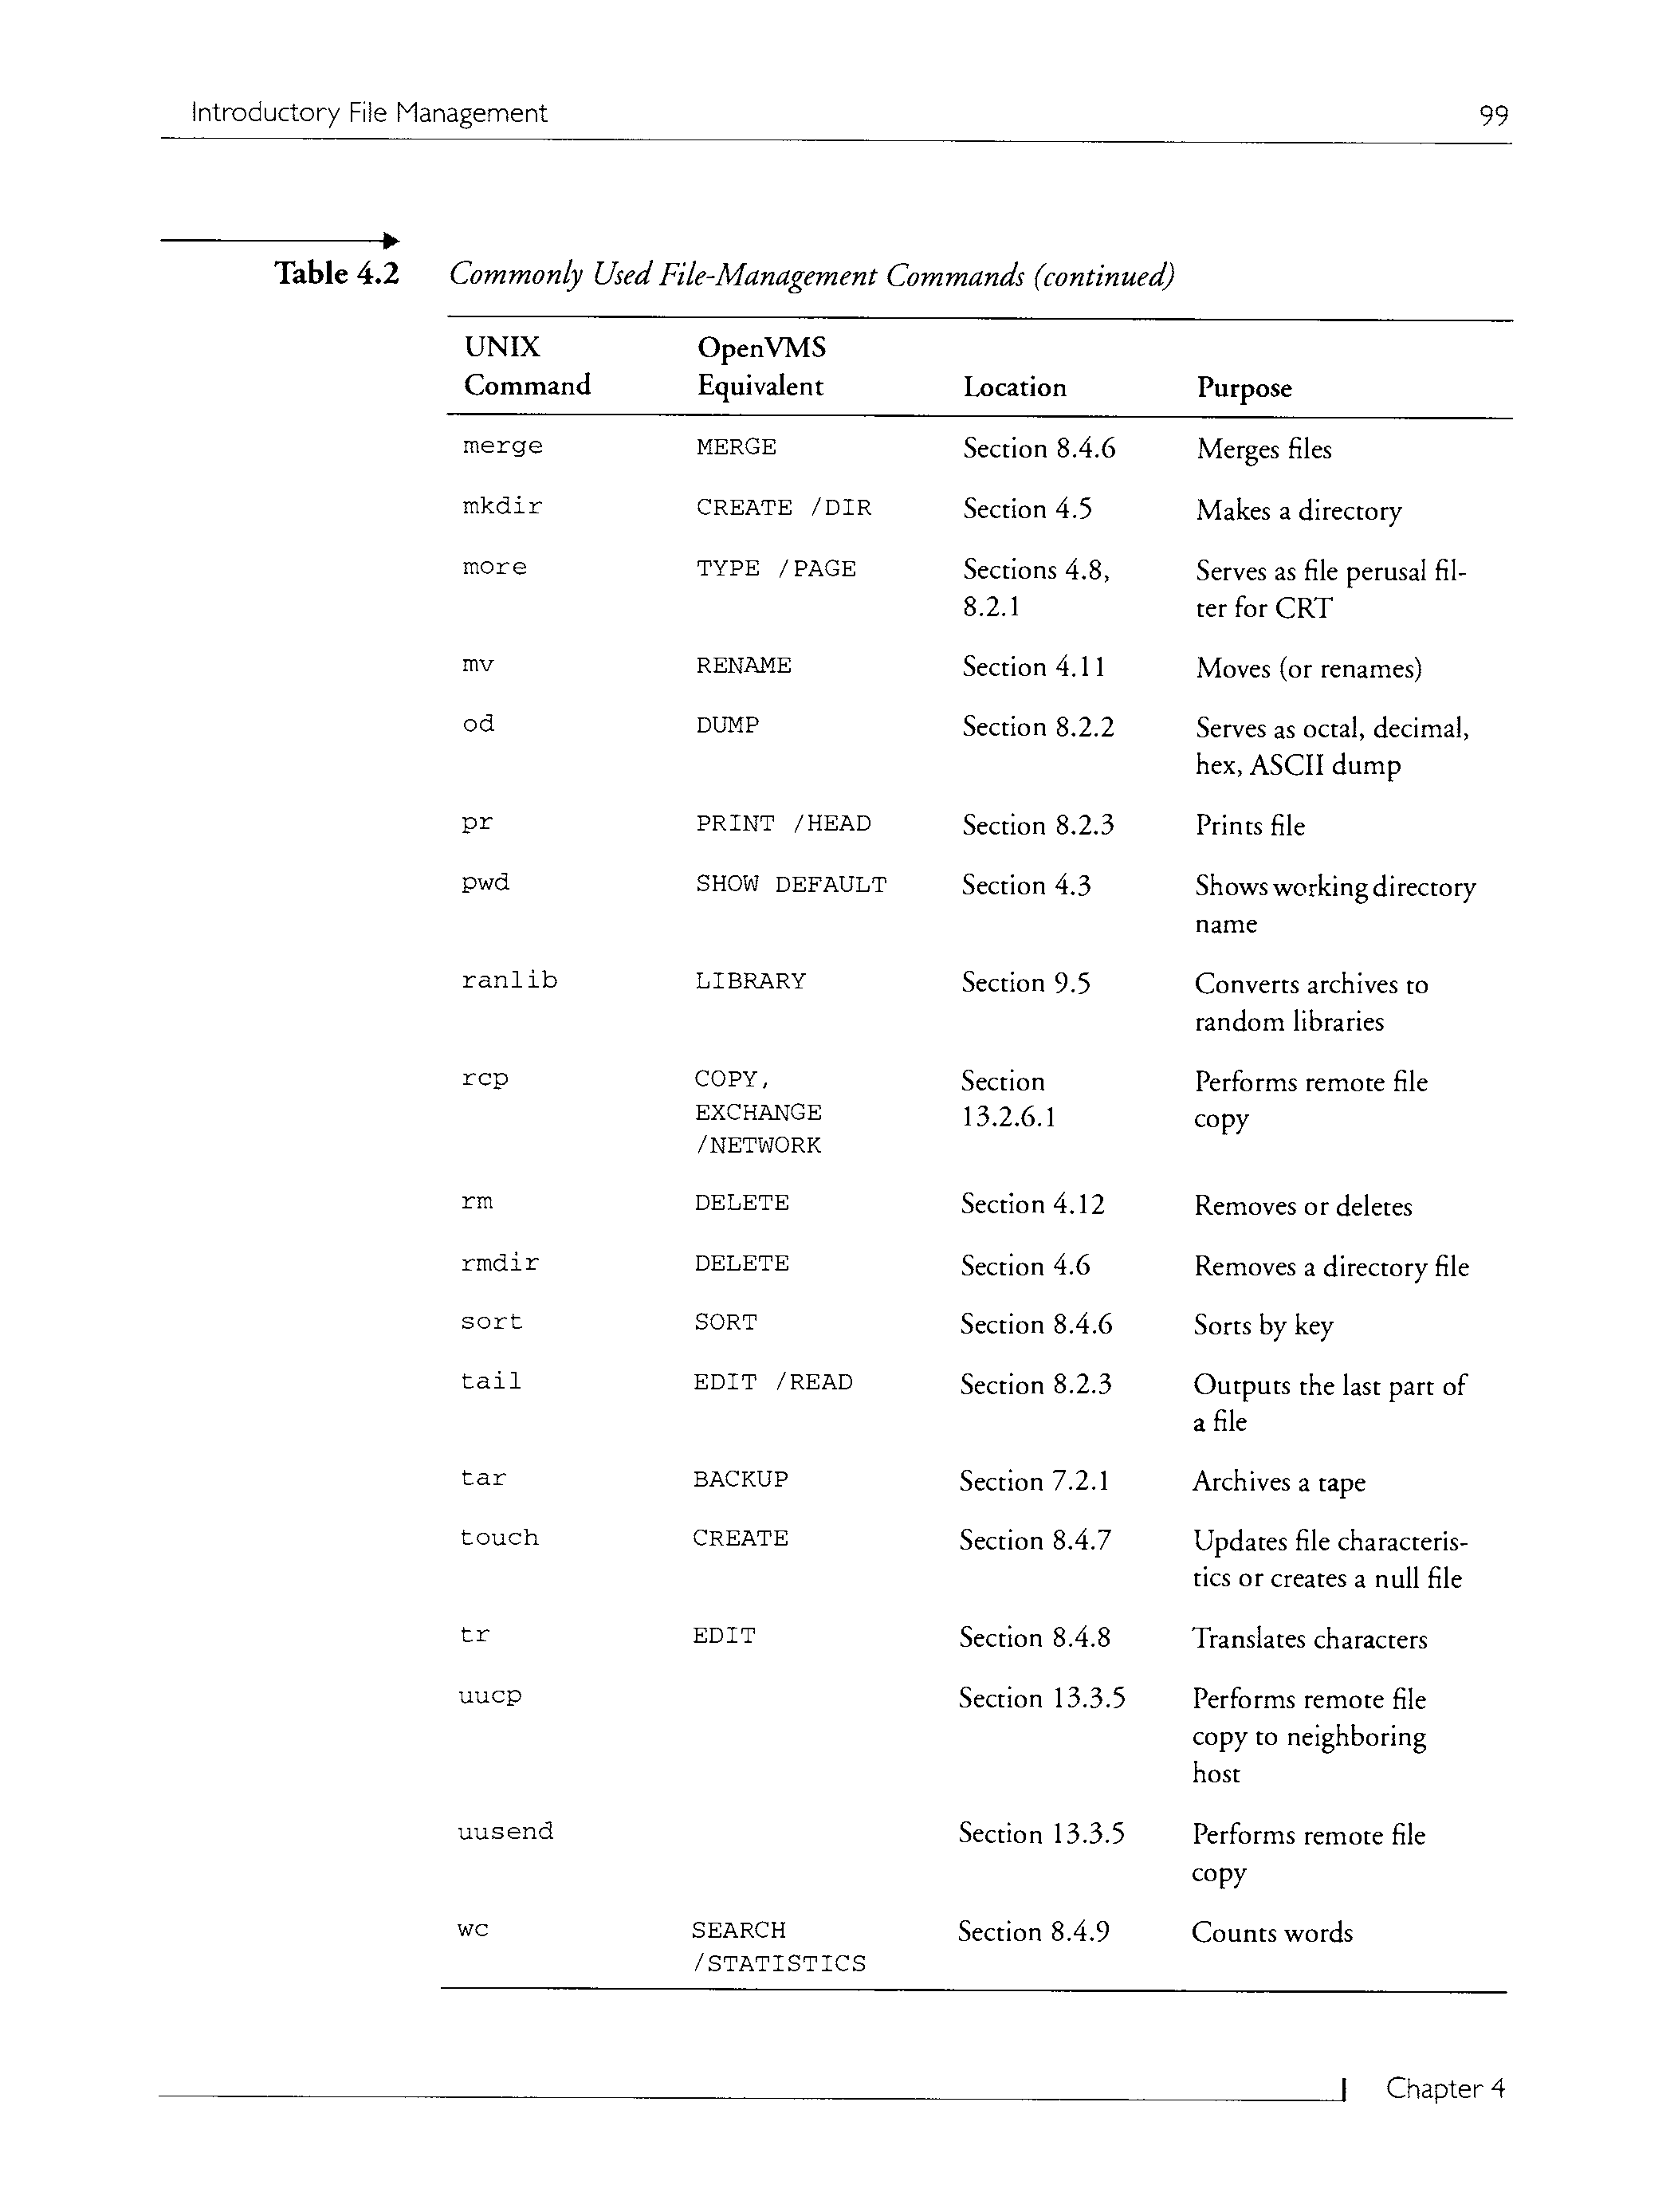 Introductory File Management 99
Table 4.2 Commonly Used File-Management Commands (continued)
UNIX OpenVMS
Command Equivalent Location Purpose
merge MERGE Section 8.4.6 Merges files
mkdir CREATE /DIR Section 4.5 Makes a directory
more TYPE /PAGE Sections 4.8, Serves as file perusal fil-
8.2.1 ter for CRT
mv RENAME Section 4.11 Moves (or renames)
od DUMP Section 8.2.2 Serves as octal, decimal,
hex, ASCII dump
pr PRINT /HEAD Section 8.2.3 Prints file
pwd SHOW DEFAULT Section 4.3 Shows working directory
name
ranlib LIBRARY Section 9.5 Converts archives to
random libraries
rcp COPY, Section Performs remote file
EXCHANGE 13.2.6.1 copy
/NETWORK
rm DELETE Section 4.12 Removes or deletes
rmdir DELETE Section 4.6 Removes a directory file
sort SORT Section 8.4.6 Sorts by key
tail EDIT /READ Section 8.2.3 Outputs the last part of
a file
tar BACKUP Section 7.2.1 Archives a tape
touch CREATE Section 8.4.7 Updates file characteris-
tics or creates a null file
tr EDIT Section 8.4.8 Translates characters
uucp Section 13.3.5 Performs remote file
copy to neighboring
host
uusend Section 13.3.5 Performs remote file
copy
wc SEARCH Section 8.4.9 Counts words
/STATISTICS
Chapter 4